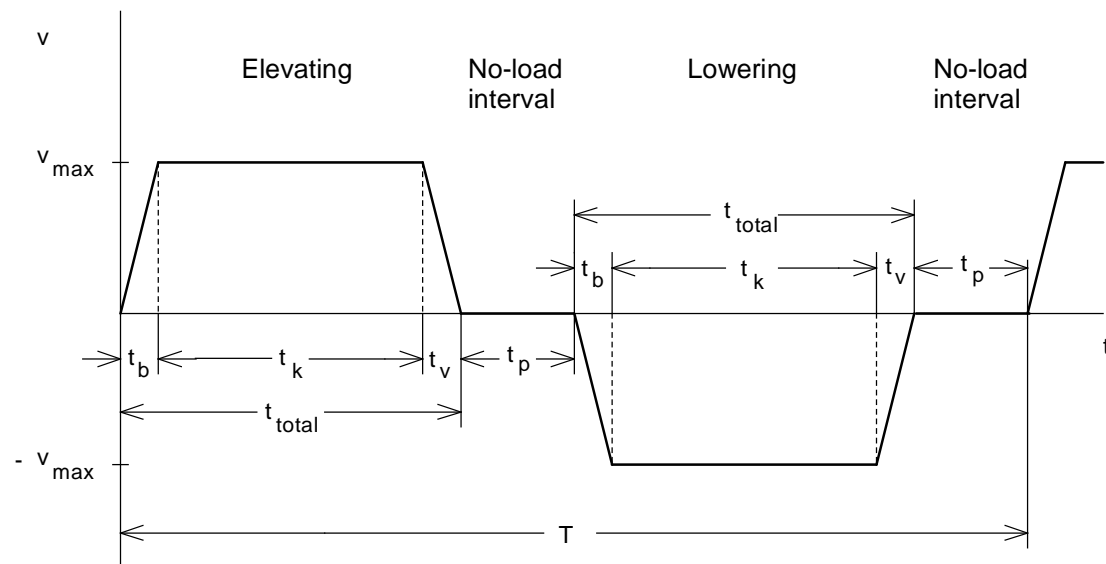 v
Elevating
No-load
interval
Lowering
No-load
interval
v max
t total
t b
t k
t v
t p
t
t b
t k
t v
t p
t total
- v max
T